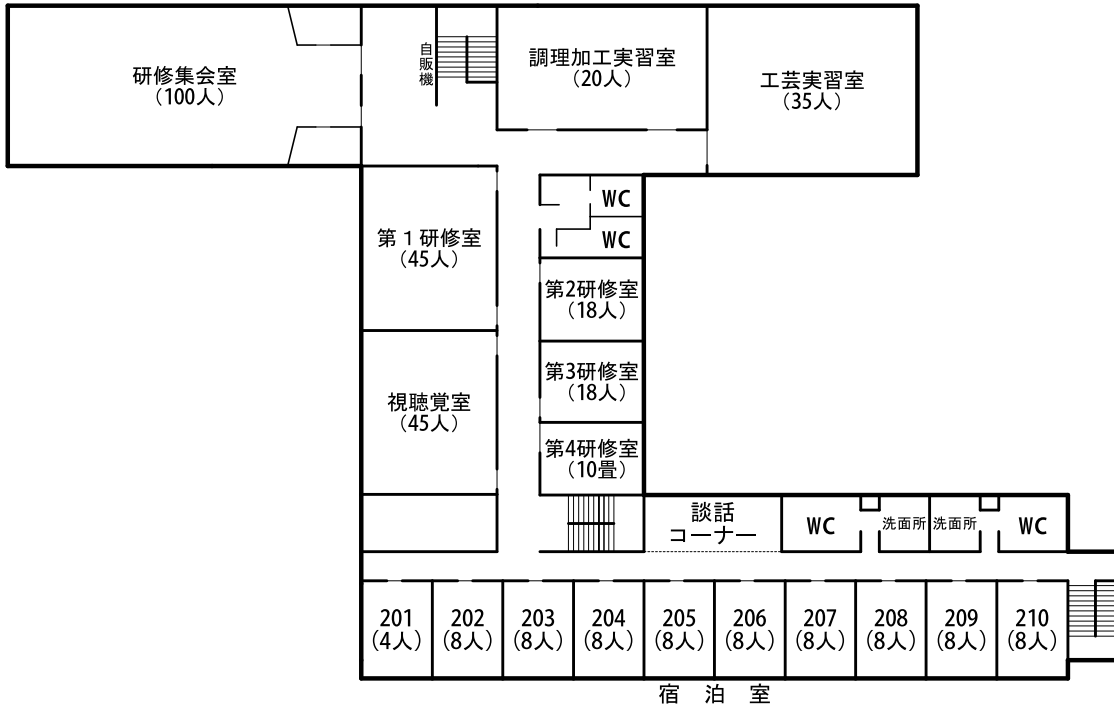 研修集会室
（100人）
自販機
調理加工実習室
（20人）
工芸実習室
（35人）
WC
WC
第１研修室
（45人）
第2研修室
（18人）
第3研修室
（18人）
視聴覚室
（45人）
第4研修室
（10畳）
談話
コーナー
WC
洗面所
洗面所
WC
201
（4人）
202
（8人）
203
（8人）
204
（8人）
205
（8人）
206
（8人）
207
（8人）
208
（8人）
209
（8人）
210
（8人）
宿泊室